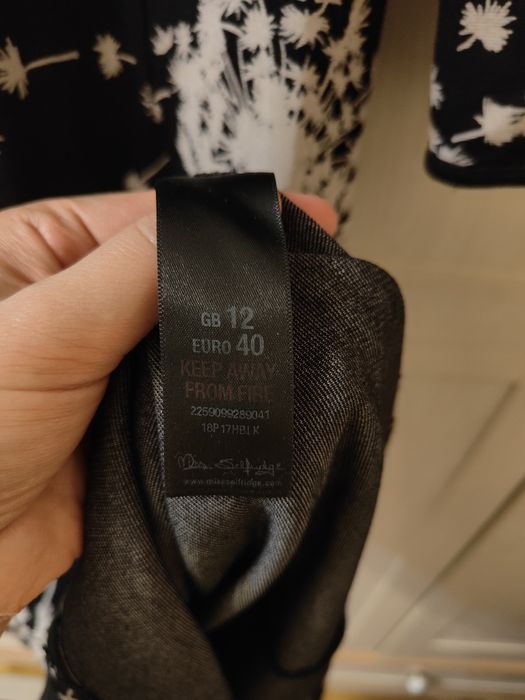 GB 12
EURO 40
KEEP AWAY
FROM FIRE
2259099289041
18P17HBLK
Miss Selfridge
www.missselfridge.com